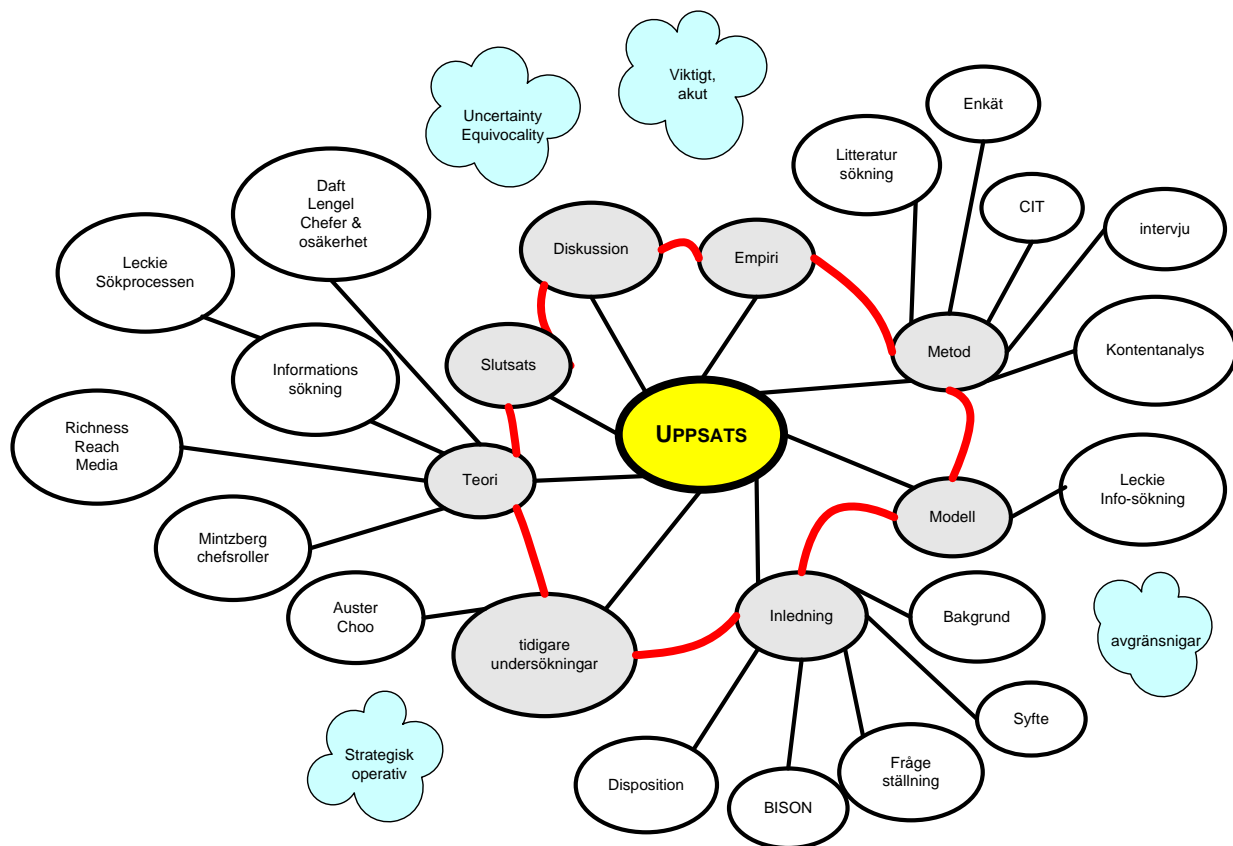 Viktigt,
akut
Uncertainty
Equivocality
Enkät
Litteratur
sökning
CIT
intervju
Daft
Lengel
Chefer &
osäkerhet
Diskussion
Empiri
Leckie
Sökprocessen
Slutsats
Metod
Kontentanalys
Informations
sökning
UPPSATS
Richness
Reach
Media
Teori
Leckie
Info-sökning
Modell
Mintzberg
chefsroller
Auster
Choo
tidigare
undersökningar
Inledning
Bakgrund
avgränsnigar
Syfte
Strategisk
operativ
Disposition
BISON
Fråge
ställning